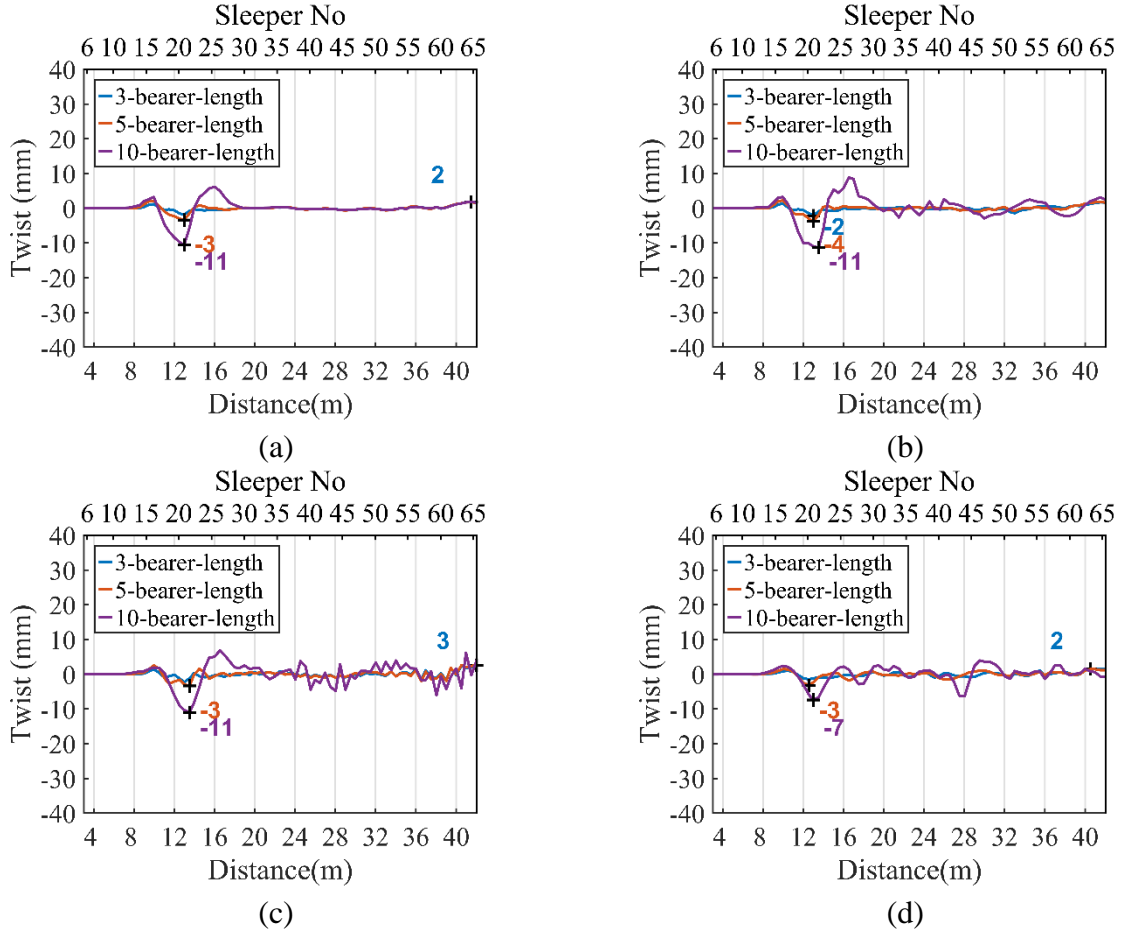 Sleeper No
6 10 15 20 25 30 35 40 45 50 55 60 65
40
30
20
10
0
-10
-20
-30
-40
Twist (mm)
3-bearer-length
5-bearer-length
10-bearer-length
2
-3
-11
4 8 12 16 20 24 28 32 36 40
Distance(m)
(a)
Sleeper No
6 10 15 20 25 30 35 40 45 50 55 60 65
40
30
20
10
0
-10
-20
-30
-40
Twist (mm)
3-bearer-length
5-bearer-length
10-bearer-length
-2
-4
-11
4 8 12 16 20 24 28 32 36 40
Distance(m)
(b)
Sleeper No
6 10 15 20 25 30 35 40 45 50 55 60 65
40
30
20
10
0
-10
-20
-30
-40
Twist (mm)
3-bearer-length
5-bearer-length
10-bearer-length
3
-3
-11
4 8 12 16 20 24 28 32 36 40
Distance(m)
(c)
Sleeper No
6 10 15 20 25 30 35 40 45 50 55 60 65
40
30
20
10
0
-10
-20
-30
-40
Twist (mm)
3-bearer-length
5-bearer-length
10-bearer-length
2
-3
-7
4 8 12 16 20 24 28 32 36 40
Distance(m)
(d)